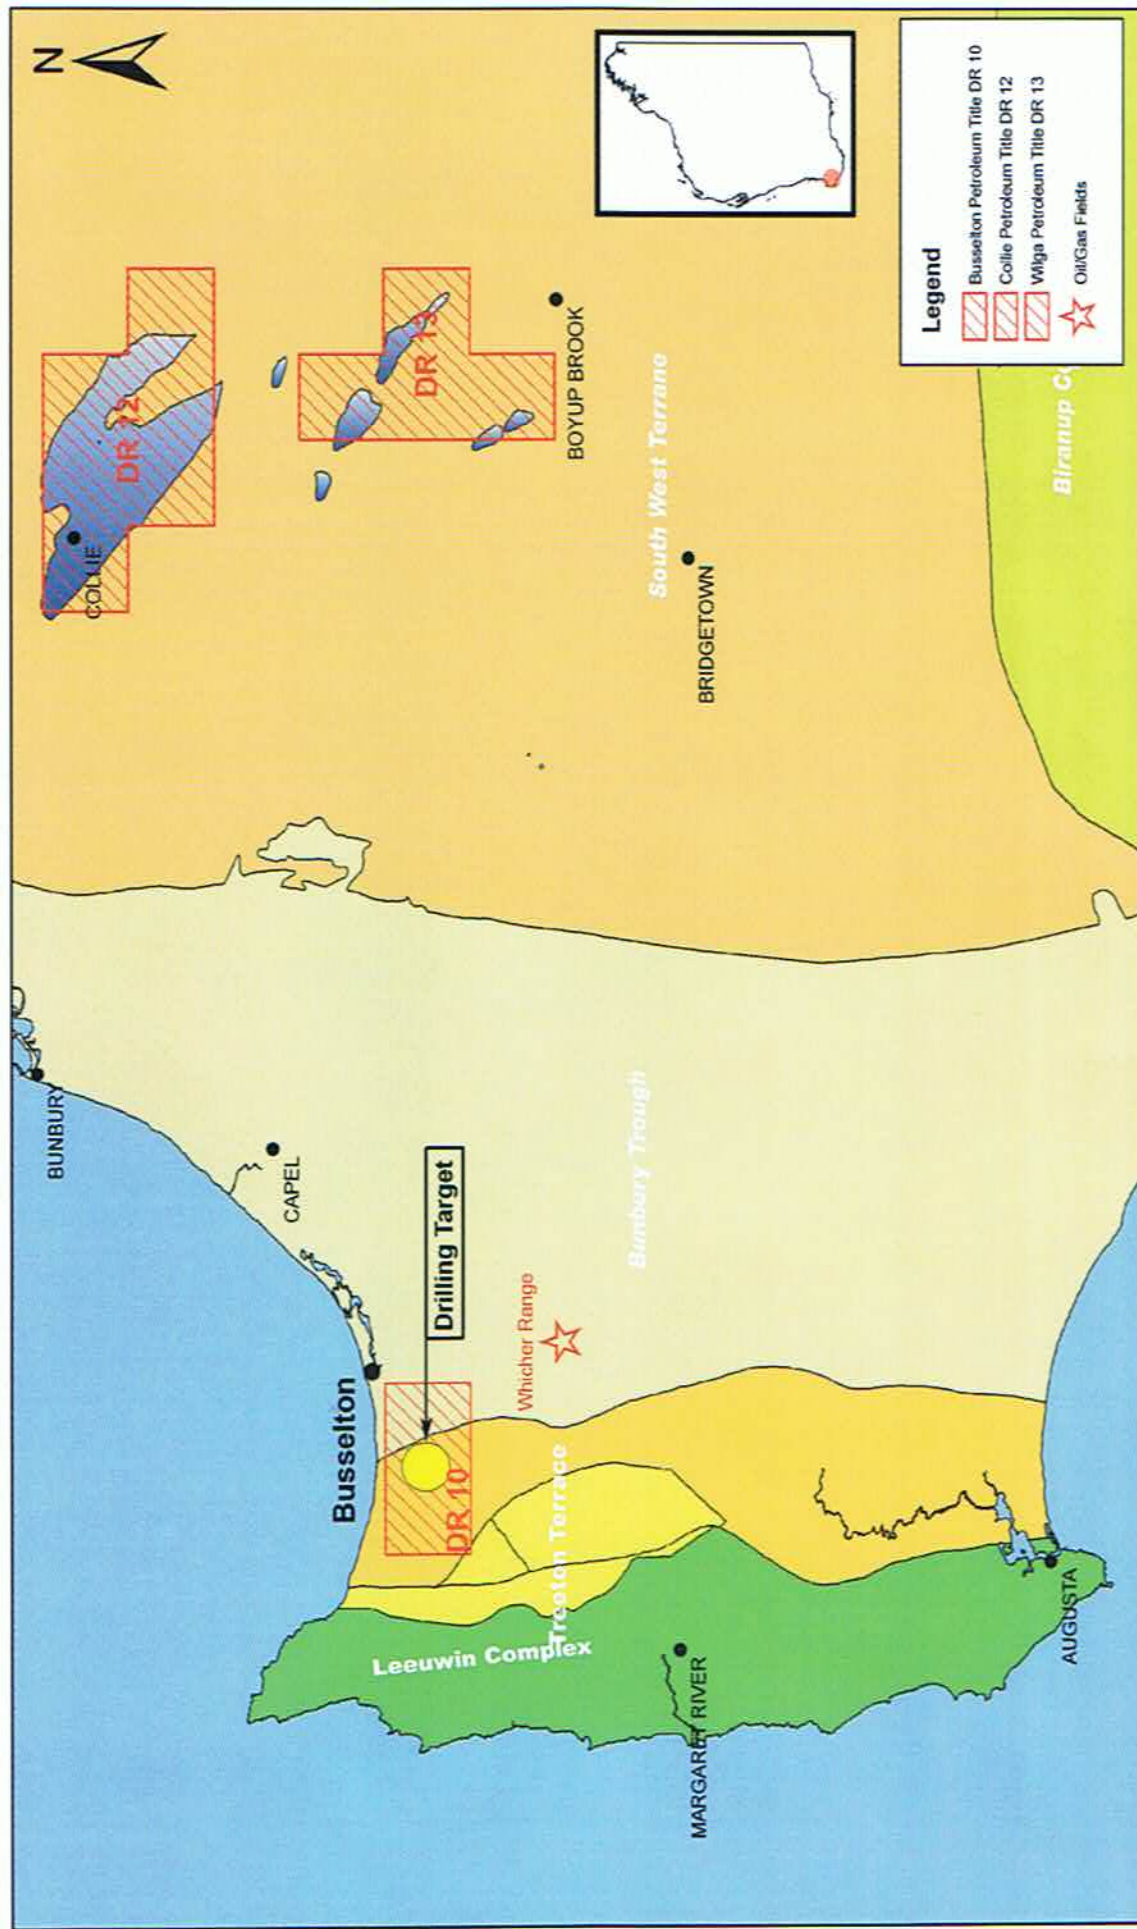 N
BUNBURY
COLLIE
DR 12
CAPEL
Busselton
Drilling Target
DR 13
DR 10
Whicher Range
BOYUP BROOK
Leeuwin Complex
Treeton Terrace
Bunbury Trough
South West Terrane
MARGARET RIVER
BRIDGETOWN
AUGUSTA
Biranup
Legend
Busselton Petroleum Title DR 10
Collie Petroleum Title DR 12
Wilga Petroleum Title DR 13
Oil/Gas Fields